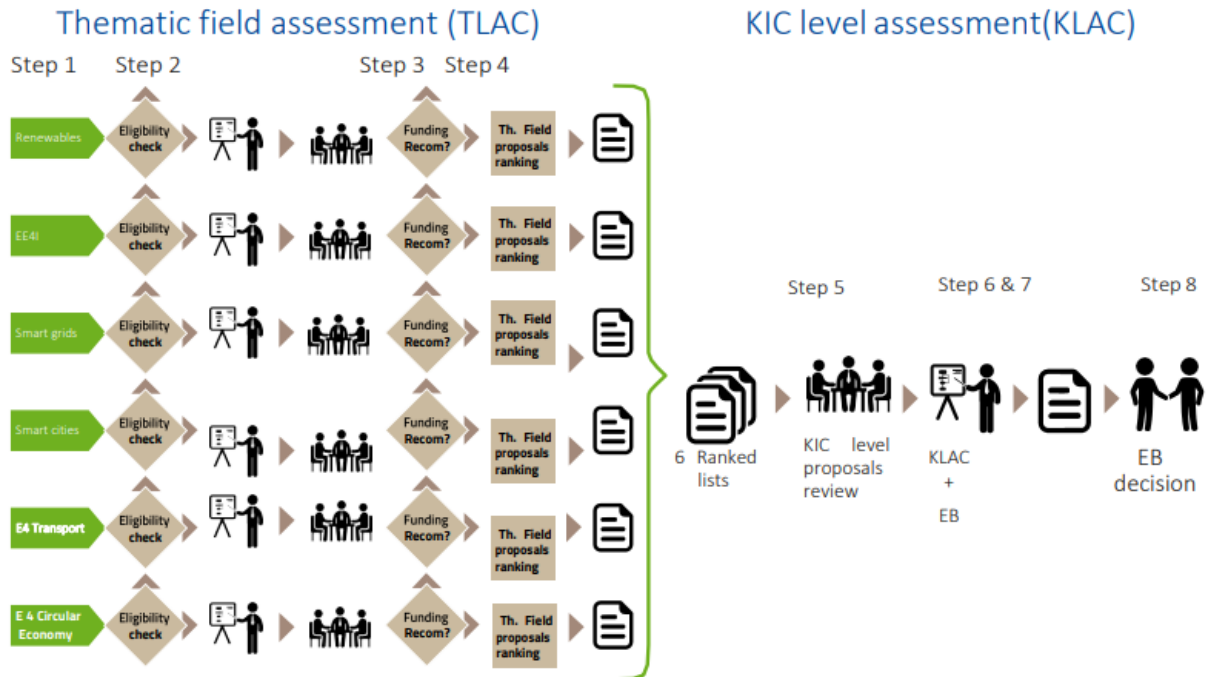 Thematic field assessment (TLAC)
KIC level assessment(KLAC)
Step 1
Step 2
Step 3
Step 4
Renewables
Eligibility
check
Funding
Recom?
Th. Field
proposals
ranking
EE4I
Eligibility
check
Funding
Recom?
Th. Field
proposals
ranking
Smart grids
Eligibility
check
Funding
Recom?
Th. Field
proposals
ranking
Smart cities
Eligibility
check
Funding
Recom?
Th. Field
proposals
ranking
E4 Transport
Eligibility
check
Funding
Recom?
Th. Field
proposals
ranking
E 4 Circular
Economy
Eligibility
check
Funding
Recom?
Th. Field
proposals
ranking
Step 5
Step 6 & 7
Step 8
6 Ranked
lists
KIC level
proposals
review
KLAC
+
EB
EB
decision